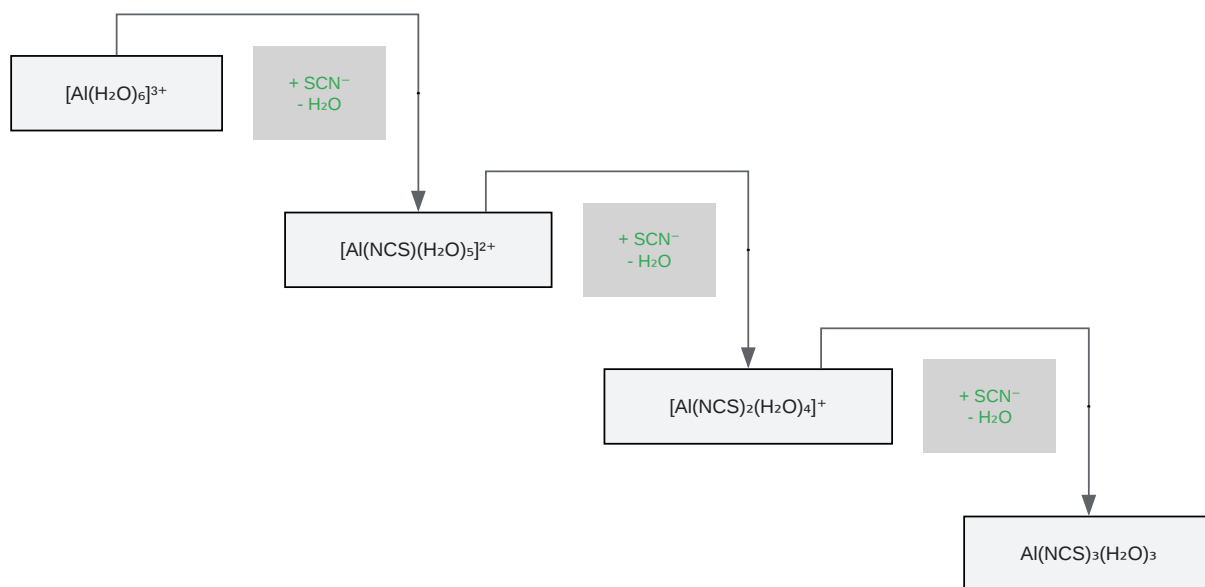 [Al(H₂O)₆]³⁺
+ SCN⁻
- H₂O
[Al(NCS)(H₂O)₅]²⁺
+ SCN⁻
- H₂O
[Al(NCS)₂(H₂O)₄]⁺
+ SCN⁻
- H₂O
Al(NCS)₃(H₂O)₃